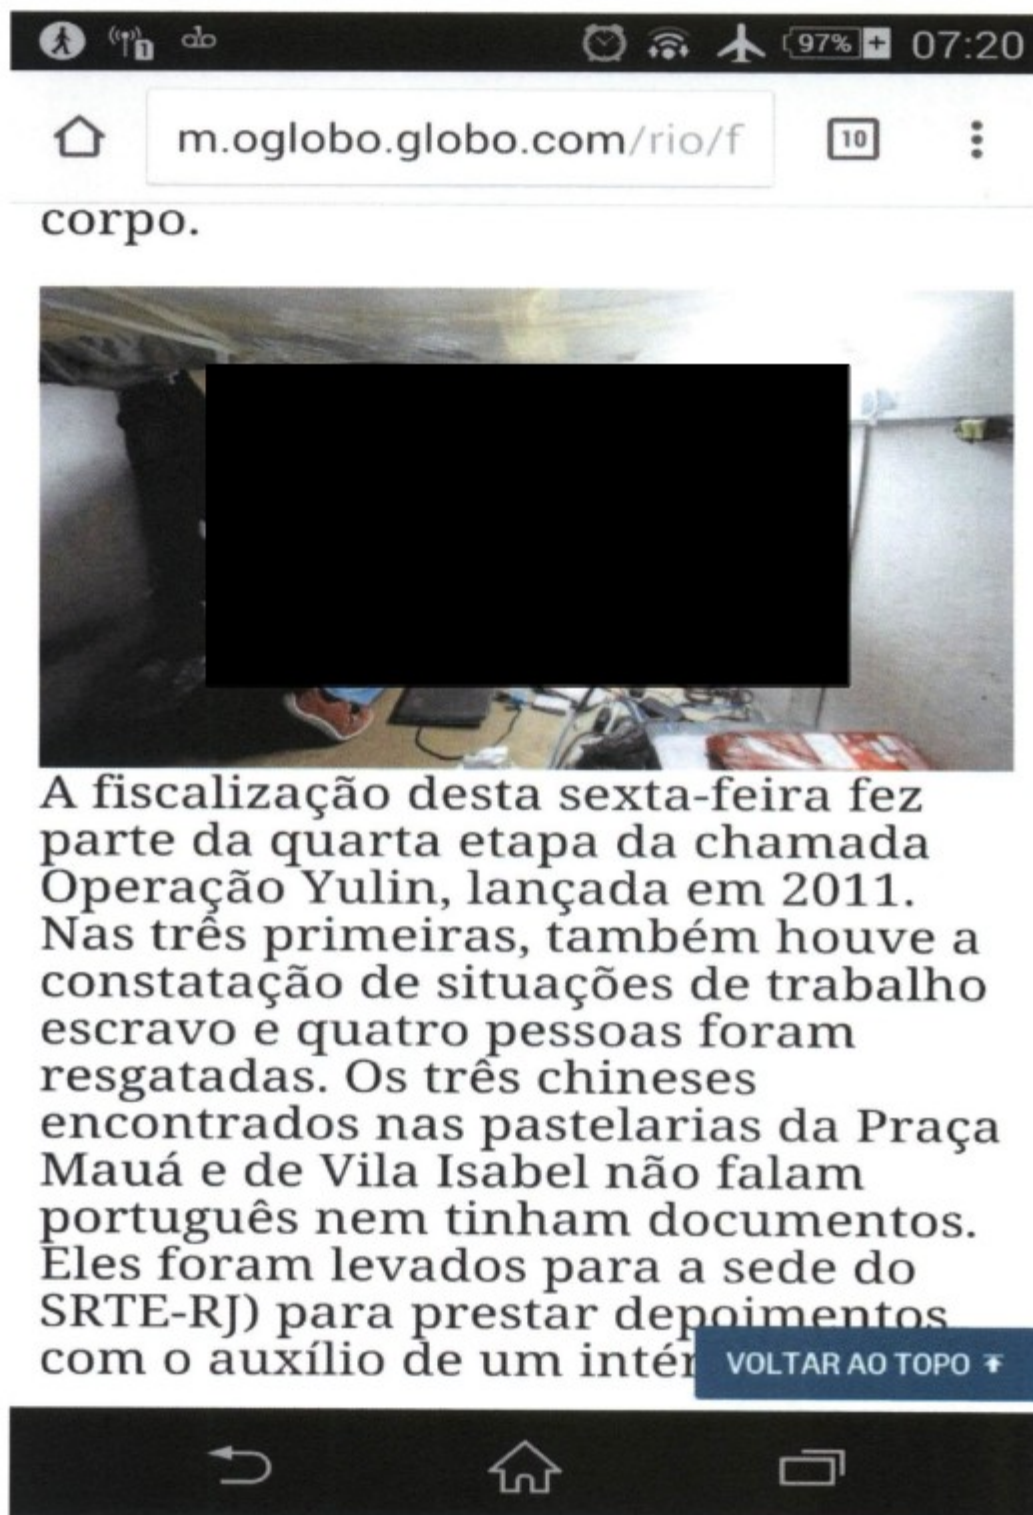 97%
07:20
m.oglobo.globo.com/rio/f
10
corpo.
A fiscalização desta sexta-feira fez
parte da quarta etapa da chamada
Operação Yulin, lançada em 2011.
Nas três primeiras, também houve a
constatação de situações de trabalho
escravo e quatro pessoas foram
resgatadas. Os três chineses
encontrados nas pastelarias da Praça
Mauá e de Vila Isabel não falam
português nem tinham documentos.
Eles foram levados para a sede do
SRTE-RJ) para prestar depoimentos
com o auxílio de um intér
VOLTAR AO TOPO